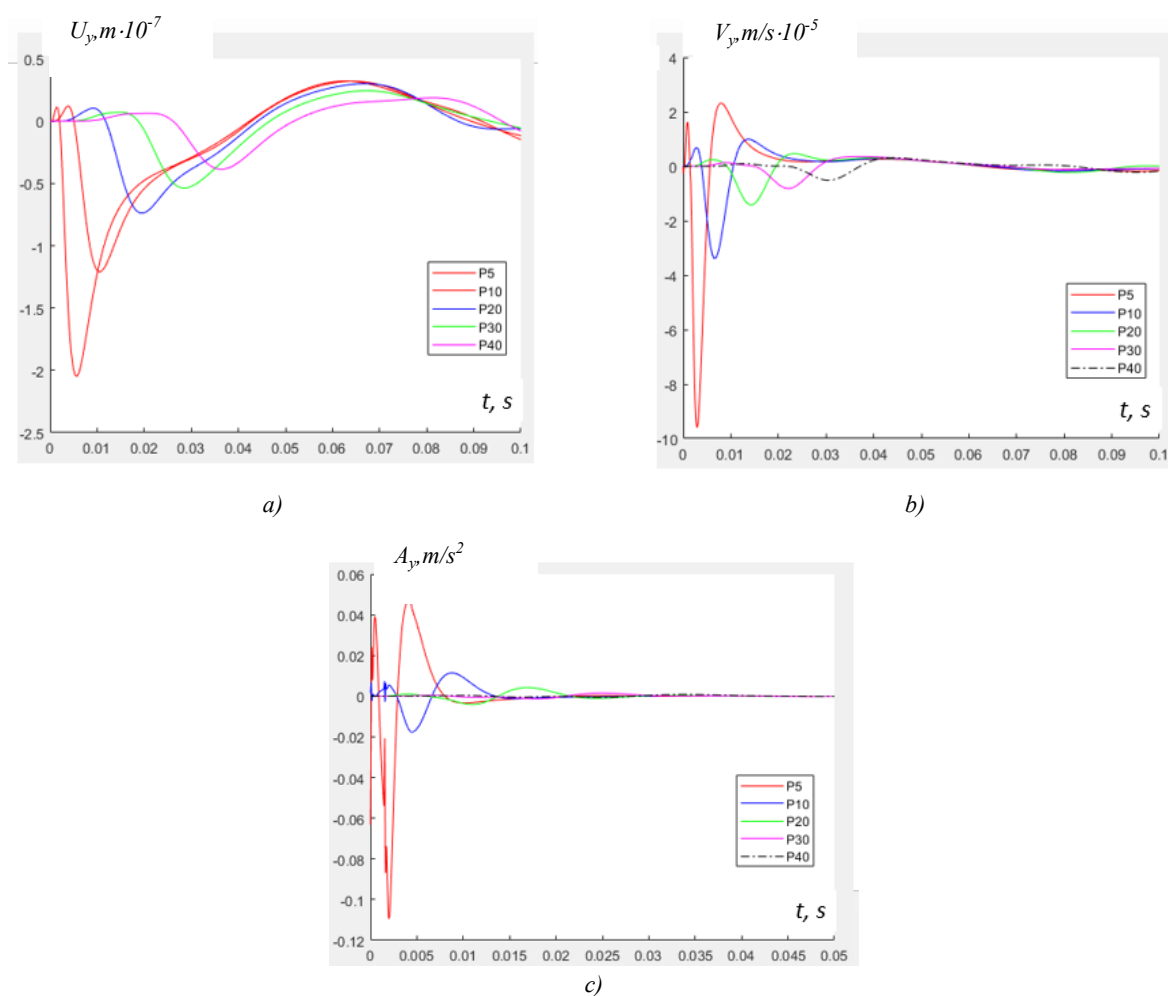 U_y,m·10^-7
0.5
0
-0.5
-1
-1.5
-2
-2.5
0 0.01 0.02 0.03 0.04 0.05 0.06 0.07 0.08 0.09 0.1
P5
P10
P20
P30
P40
t, s
a)
V_y,m/s·10^-5
4
2
0
-2
-4
-6
-8
-10
0 0.01 0.02 0.03 0.04 0.05 0.06 0.07 0.08 0.09 0.1
P5
P10
P20
P30
P40
t, s
b)
A_y,m/s^2
0.06
0.04
0.02
0
-0.02
-0.04
-0.06
-0.08
-0.1
-0.12
0 0.005 0.01 0.015 0.02 0.025 0.03 0.035 0.04 0.045 0.05
P5
P10
P20
P30
P40
t, s
c)